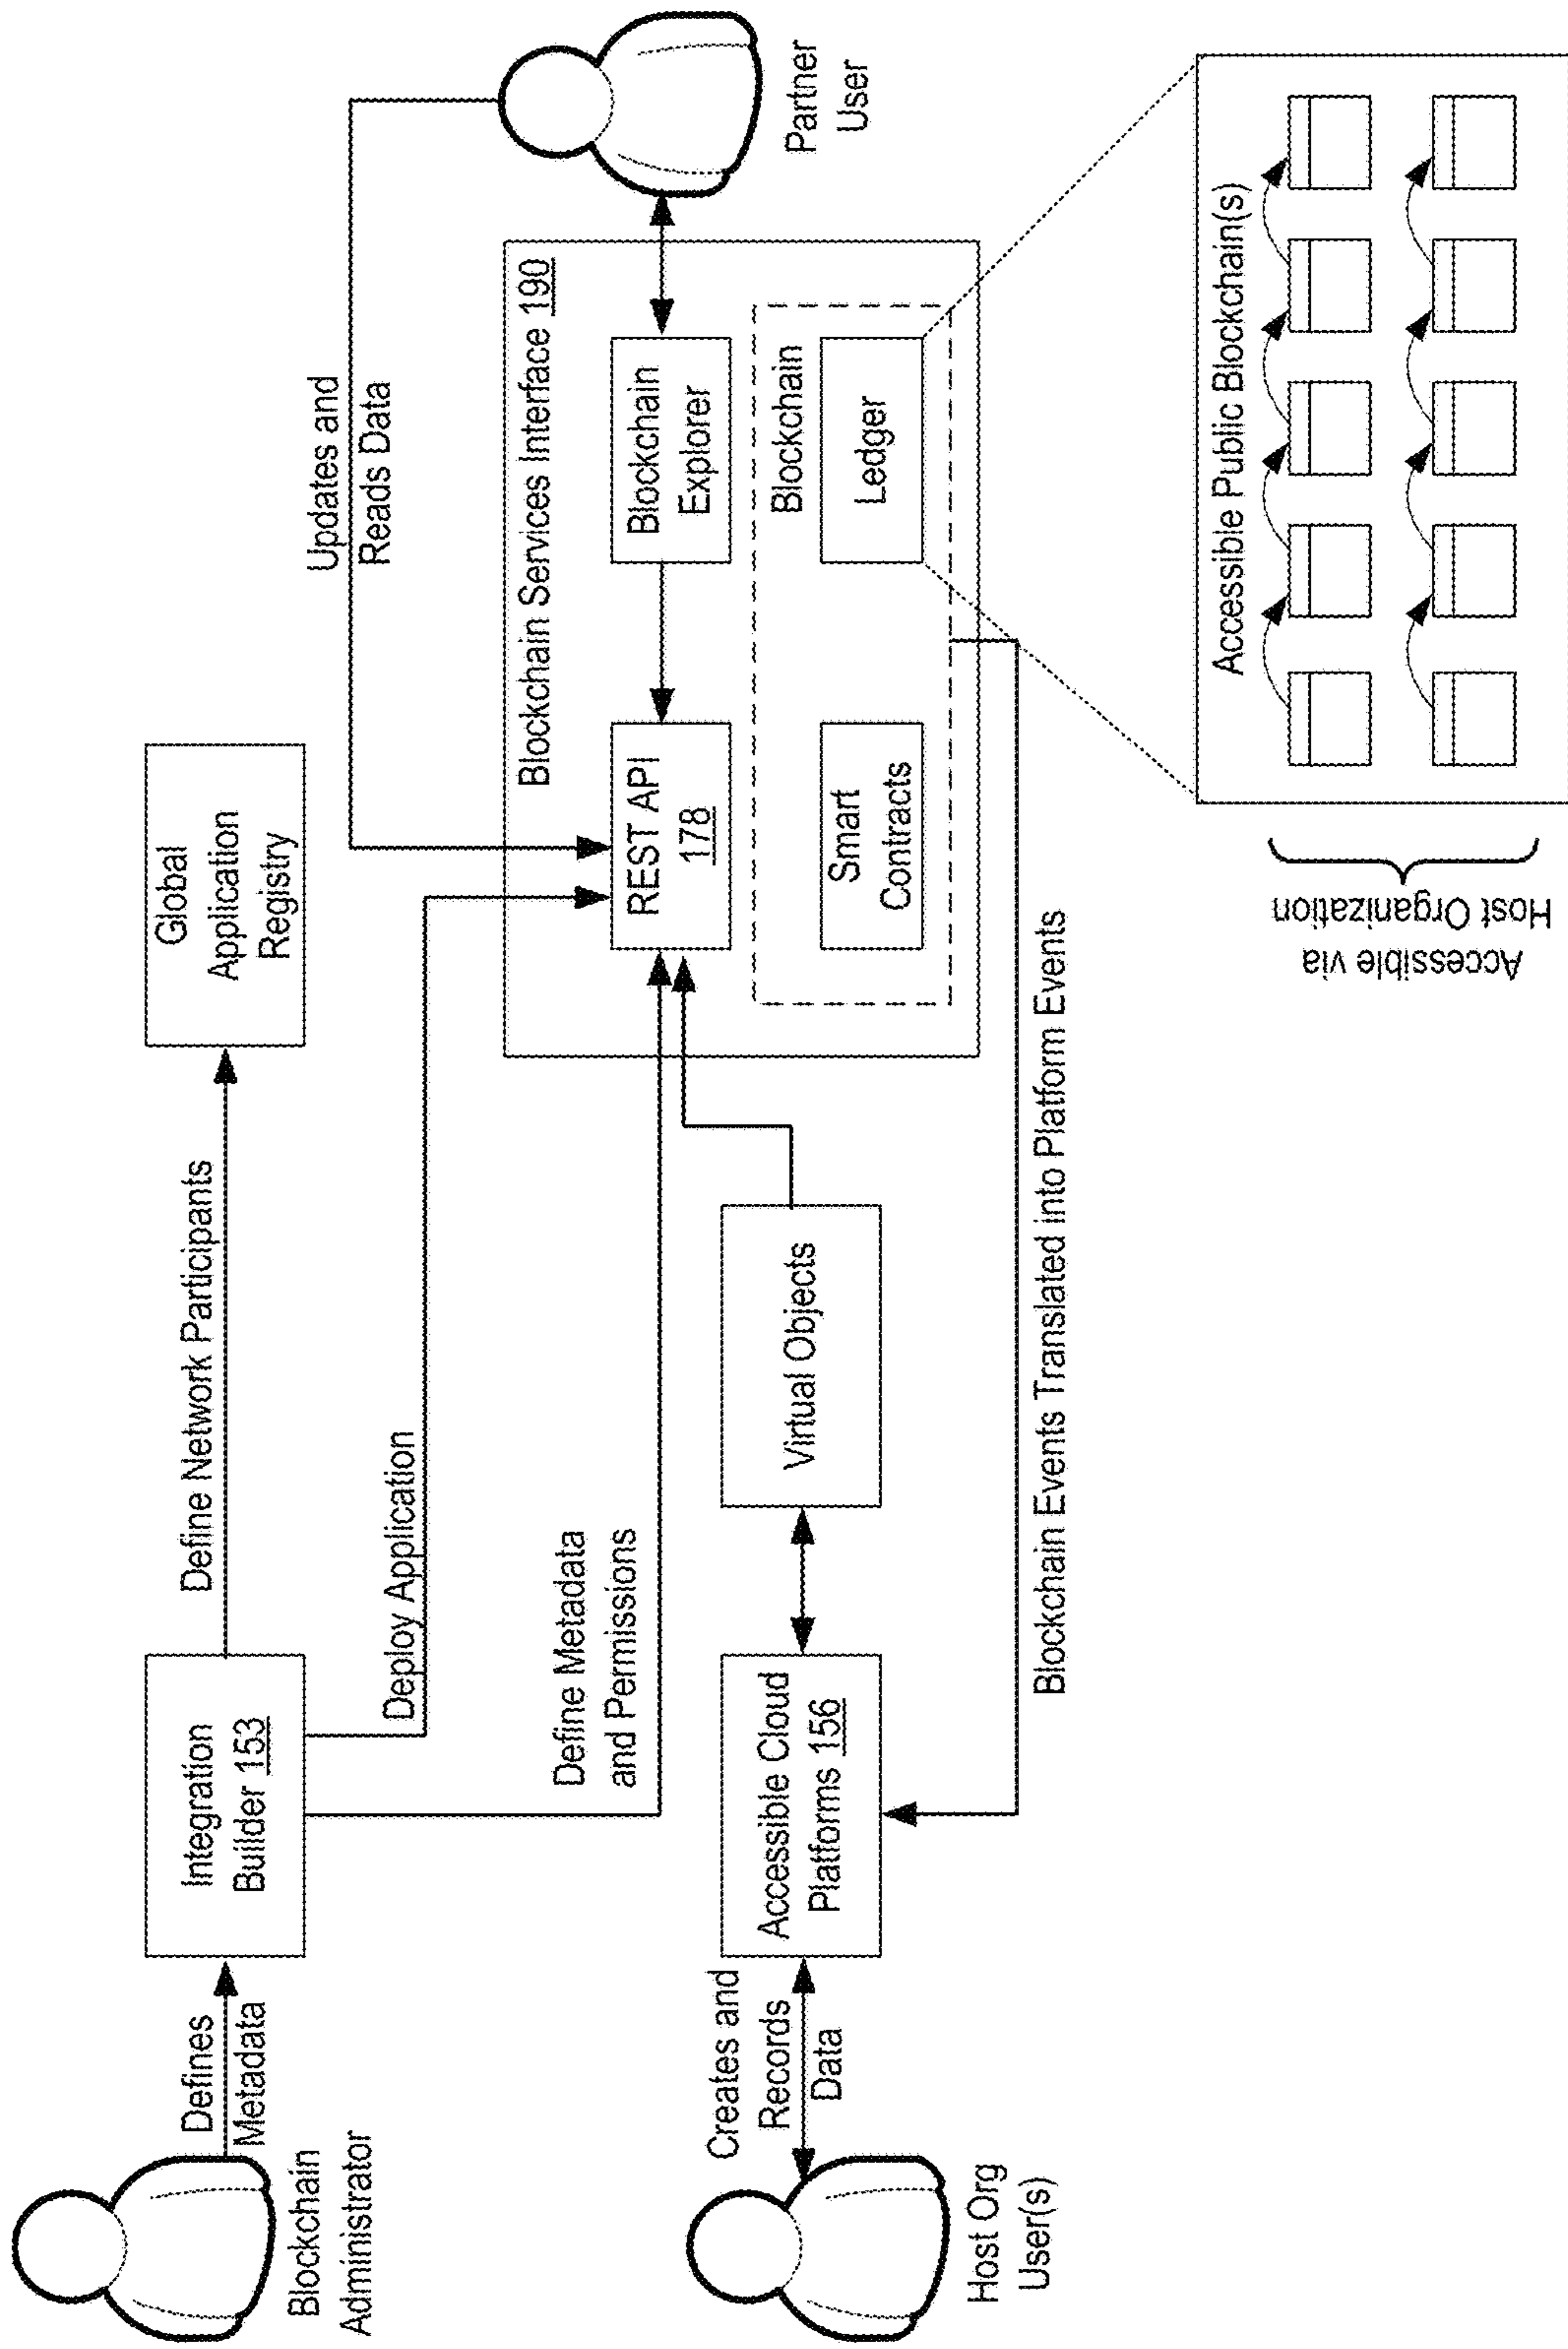 Blockchain
Administrator
Defines
Metadata
Integration
Builder 153
Define Network Participants
Global
Application
Registry
Deploy Application
Define Metadata
and Permissions
Updates and
Reads Data
Partner
User
Blockchain Services Interface 190
REST API
178
Blockchain
Explorer
Blockchain
Smart
Contracts
Ledger
Host Org
User(s)
Creates and
Records
Data
Accessible Cloud
Platforms 156
Virtual Objects
Blockchain Events Translated into Platform Events
Accessible via
Host Organization
Accessible Public Blockchain(s)